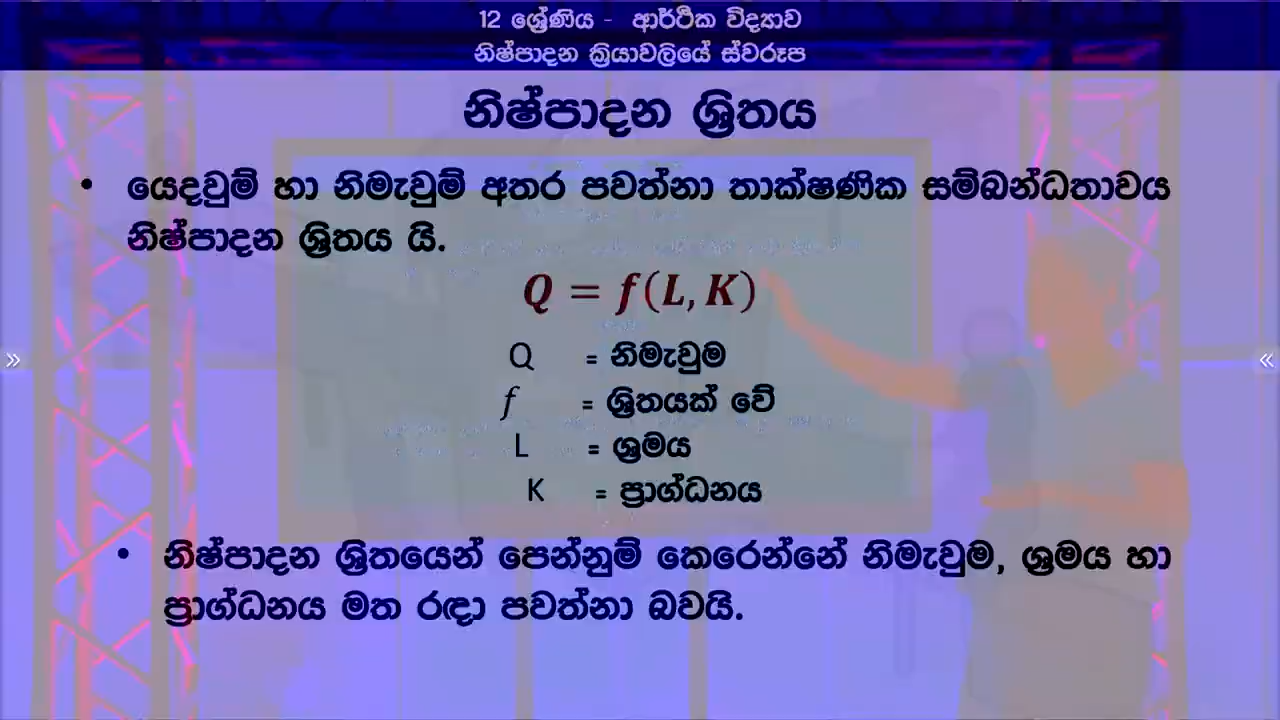 12 ශ්‍රේණිය - ආර්ථික විද්‍යාව
නිෂ්පාදන ක්‍රියාවලියේ ස්වරූප
නිෂ්පාදන ශ්‍රිතය
• යෙදවුම් හා නිමැවුම් අතර පවත්නා තාක්ෂණික සම්බන්ධතාවය
නිෂ්පාදන ශ්‍රිතය යි.
Q = f(L, K)
Q = නිමැවුම
f = ශ්‍රිතයක් වේ
L = ශ්‍රමය
K = ප්‍රාග්ධනය
• නිෂ්පාදන ශ්‍රිතයෙන් පෙන්නුම් කෙරෙන්නේ නිමැවුම, ශ්‍රමය හා
ප්‍රාග්ධනය මත රඳා පවත්නා බවයි.